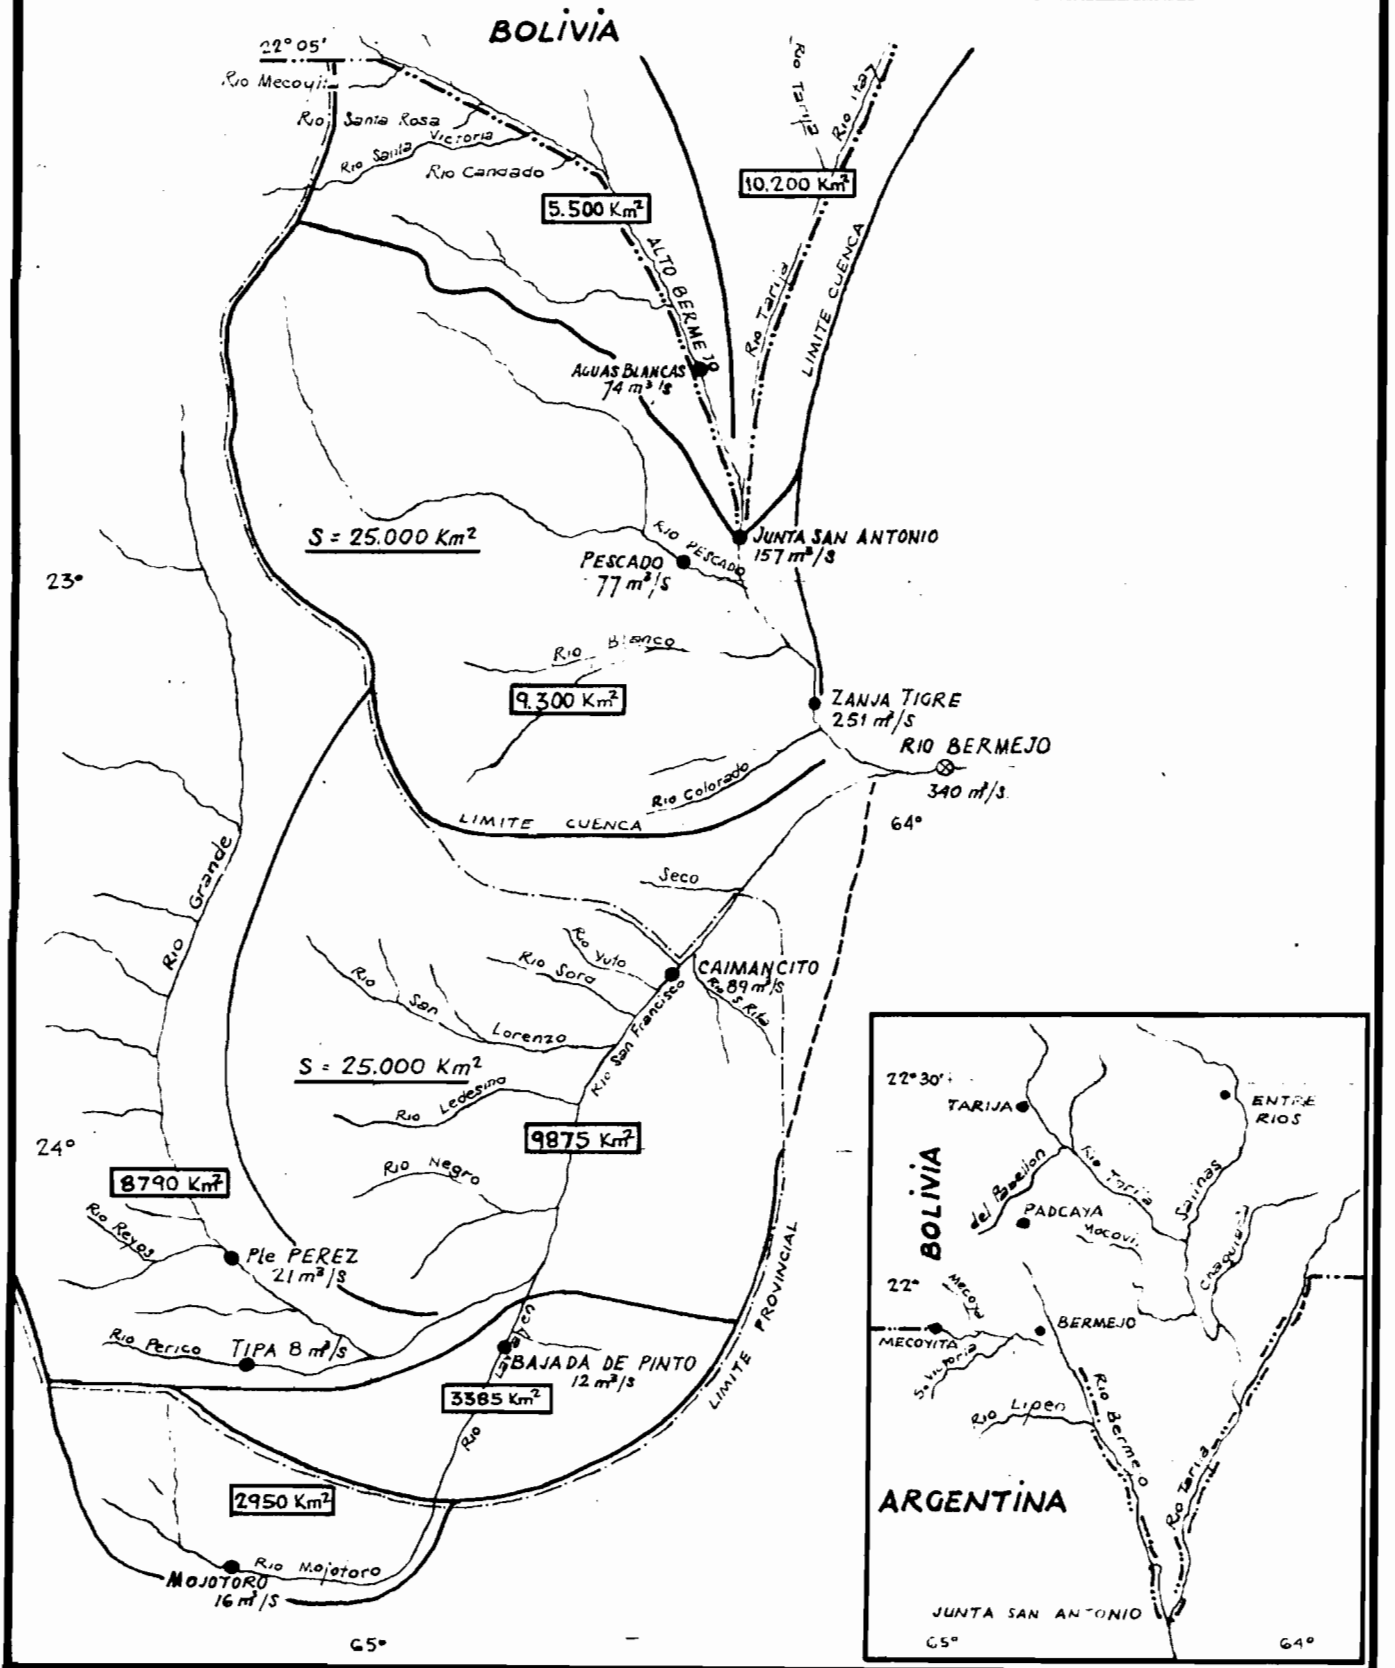 BOLIVIA
22° 05'
Rio Mecoyita
Rio Santa Rosa
Rio Santa Victoria
Rio Candado
Rio Tarija
Rio Itau
5.500 Km²
10.200 Km²
ALTO BERMEJO
Rio Tarija
LIMITE CUENCA
AGUAS BLANCAS
74 m³/s
S = 25.000 Km²
RIO PESCADO
JUNTA SAN ANTONIO
157 m³/s
PESCADO
77 m³/s
23°
Rio Blanco
9.300 Km²
ZANJA TIGRE
251 m³/s
RIO BERMEJO
340 m³/s.
64°
Rio Colorado
LIMITE CUENCA
Rio Grande
Seco
Rio Yuto
Rio Sora
CAIMANCITO
89 m³/s
Rio S Rita
Rio San Lorenzo
Rio San Francisco
S = 25.000 Km²
Rio Ledesma
9875 Km²
24°
8790 Km²
Rio Negro
Rio Reyes
Pte PEREZ
21 m³/s
LIMITE PROVINCIAL
Rio Perico
TIPA 8 m³/s
BAJADA DE PINTO
12 m³/s
3385 Km²
Rio
2950 Km²
Rio Mojotoro
MOJOTORO
16 m³/s
65°
22° 30'
TARIJA
ENTRE
RIOS
BOLIVIA
del Pabellon
Rio Tarija
Salinas
PADCAYA
22°
Mecoya
BERMEJO
MECOYITA
S. Victoria
Rio Lipeo
Rio Bermejo
Rio Tarija
ARGENTINA
JUNTA SAN ANTONIO
65°
64°